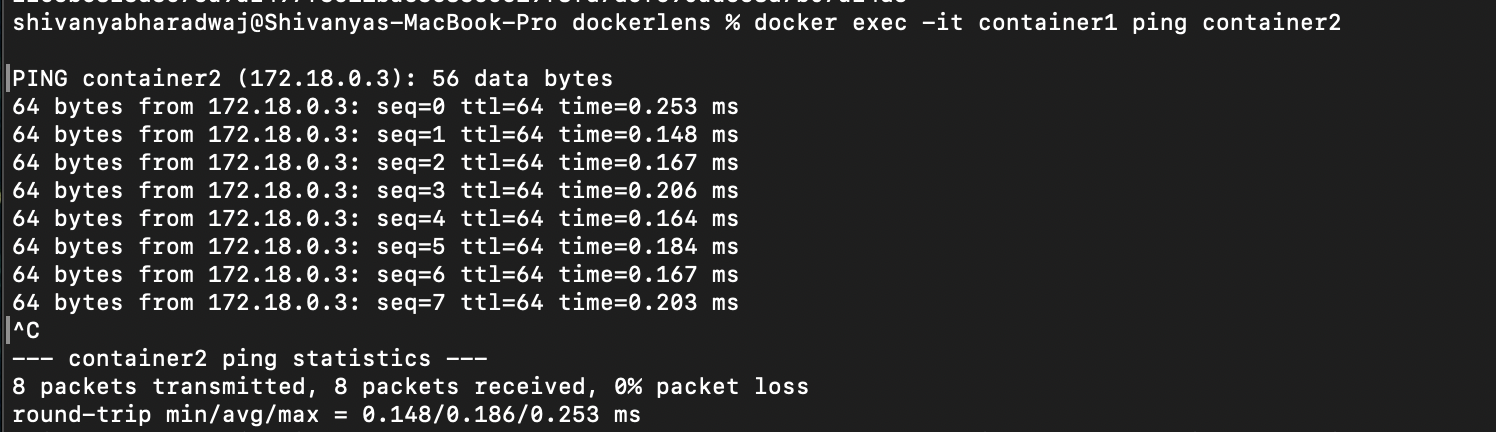 shivanyabharadwaj@Shivanyas-MacBook-Pro dockerlens % docker exec -it container1 ping container2
PING container2 (172.18.0.3): 56 data bytes
64 bytes from 172.18.0.3: seq=0 ttl=64 time=0.253 ms
64 bytes from 172.18.0.3: seq=1 ttl=64 time=0.148 ms
64 bytes from 172.18.0.3: seq=2 ttl=64 time=0.167 ms
64 bytes from 172.18.0.3: seq=3 ttl=64 time=0.206 ms
64 bytes from 172.18.0.3: seq=4 ttl=64 time=0.164 ms
64 bytes from 172.18.0.3: seq=5 ttl=64 time=0.184 ms
64 bytes from 172.18.0.3: seq=6 ttl=64 time=0.167 ms
64 bytes from 172.18.0.3: seq=7 ttl=64 time=0.203 ms
^C
--- container2 ping statistics ---
8 packets transmitted, 8 packets received, 0% packet loss
round-trip min/avg/max = 0.148/0.186/0.253 ms